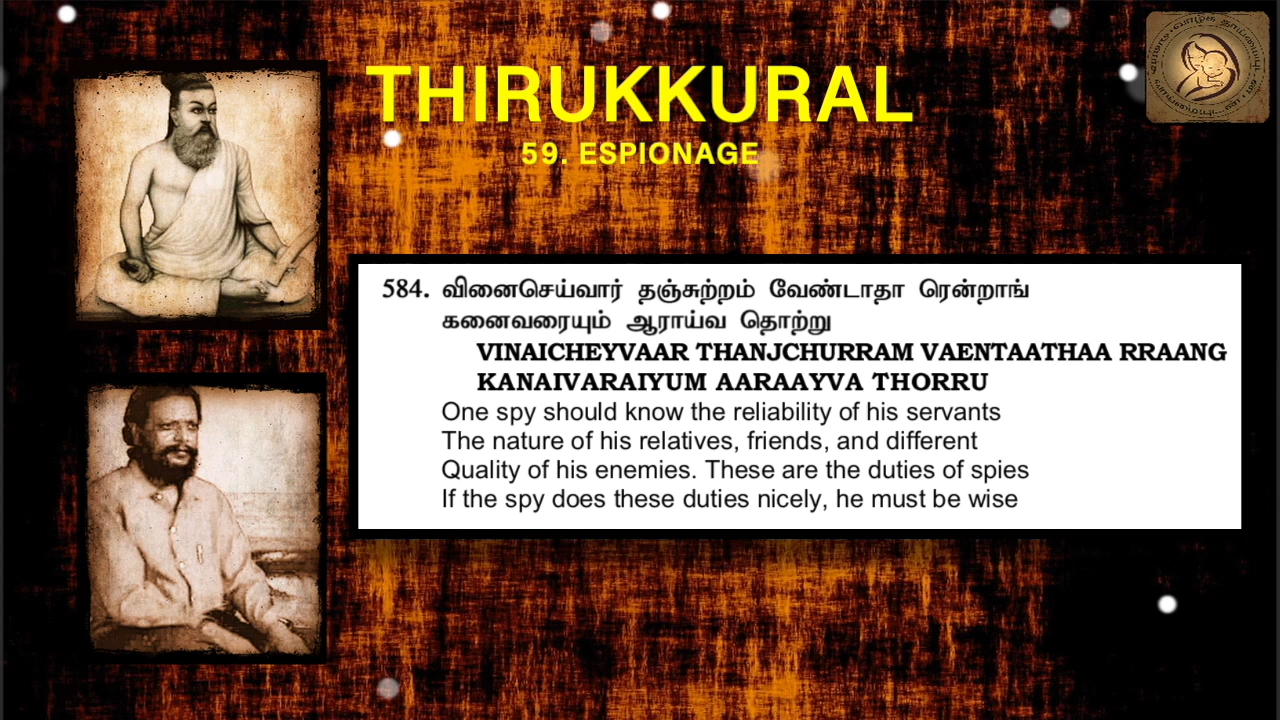 THIRUKKURAL
59. ESPIONAGE
584. வினைசெய்வார் தஞ்சுற்றம் வேண்டாதா ரென்றாங்
கனைவரையும் ஆராய்வ தொற்று
VINAICHEYVAAR THANJCHURRAM VAENTAATHAA RRAANG
KANAIVARAIYUM AARAAYVA THORRU
One spy should know the reliability of his servants
The nature of his relatives, friends, and different
Quality of his enemies. These are the duties of spies
If the spy does these duties nicely, he must be wise